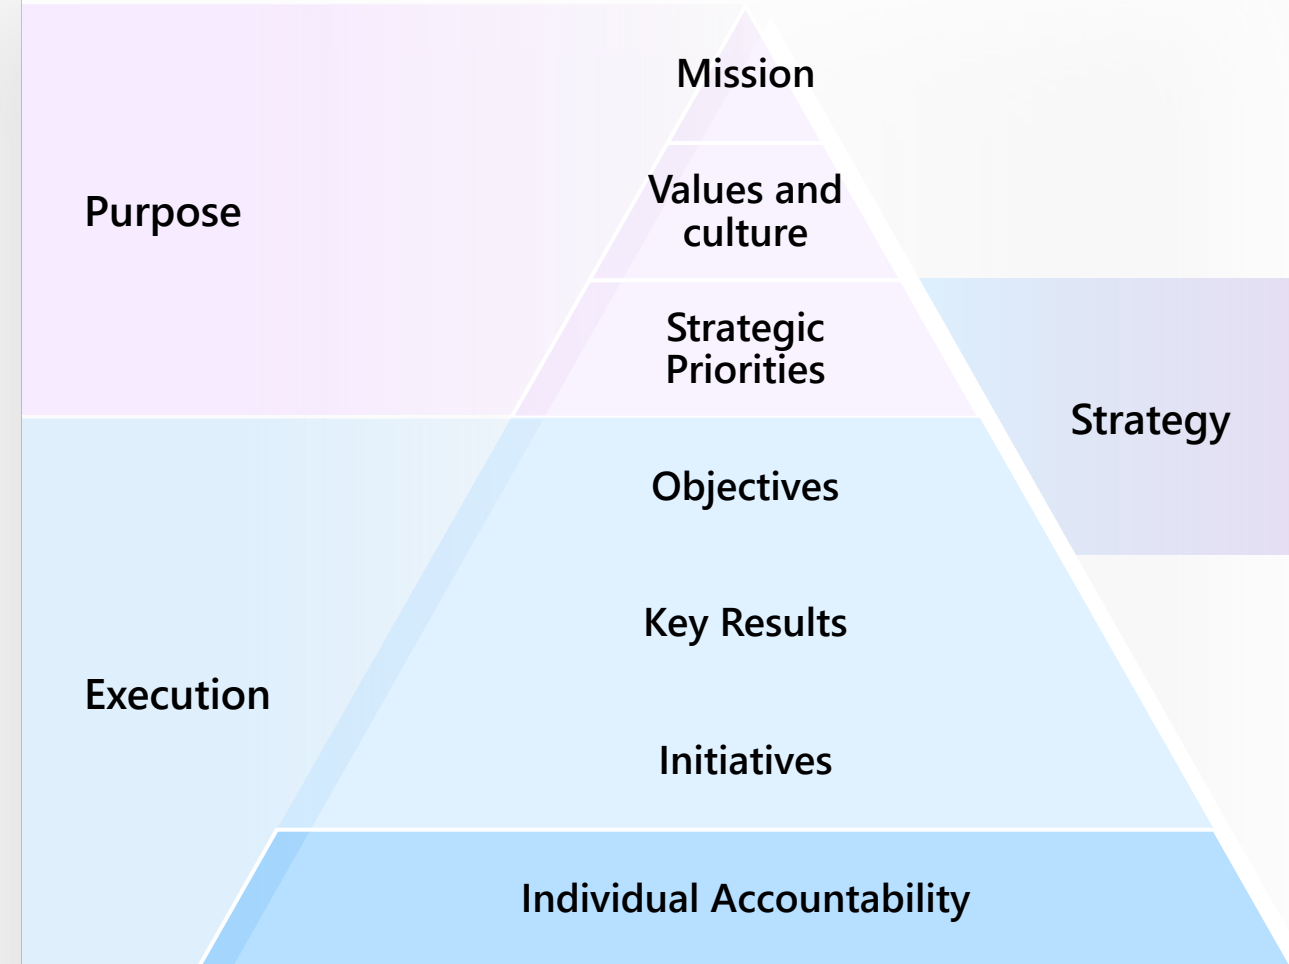 Mission
Values and
culture
Purpose
Strategic
Priorities
Strategy
Objectives
Key Results
Execution
Initiatives
Individual Accountability